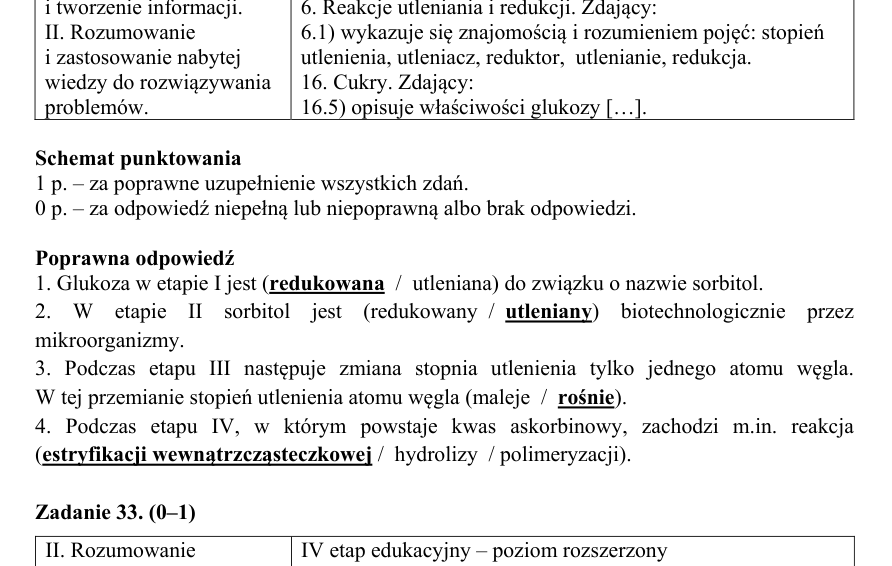 i tworzenie informacji.
II. Rozumowanie
i zastosowanie nabytej
wiedzy do rozwiązywania
problemów.
6. Reakcje utleniania i redukcji. Zdający:
6.1) wykazuje się znajomością i rozumieniem pojęć: stopień
utlenienia, utleniacz, reduktor, utlenianie, redukcja.
16. Cukry. Zdający:
16.5) opisuje właściwości glukozy […].
Schemat punktowania
1 p. – za poprawne uzupełnienie wszystkich zdań.
0 p. – za odpowiedź niepełną lub niepoprawną albo brak odpowiedzi.
Poprawna odpowiedź
1. Glukoza w etapie I jest (redukowana / utleniana) do związku o nazwie sorbitol.
2. W etapie II sorbitol jest (redukowany / utleniany) biotechnologicznie przez
mikroorganizmy.
3. Podczas etapu III następuje zmiana stopnia utlenienia tylko jednego atomu węgla.
W tej przemianie stopień utlenienia atomu węgla (maleje / rośnie).
4. Podczas etapu IV, w którym powstaje kwas askorbinowy, zachodzi m.in. reakcja
(estryfikacji wewnątrzcząsteczkowej / hydrolizy / polimeryzacji).
Zadanie 33. (0–1)
II. Rozumowanie
IV etap edukacyjny – poziom rozszerzony